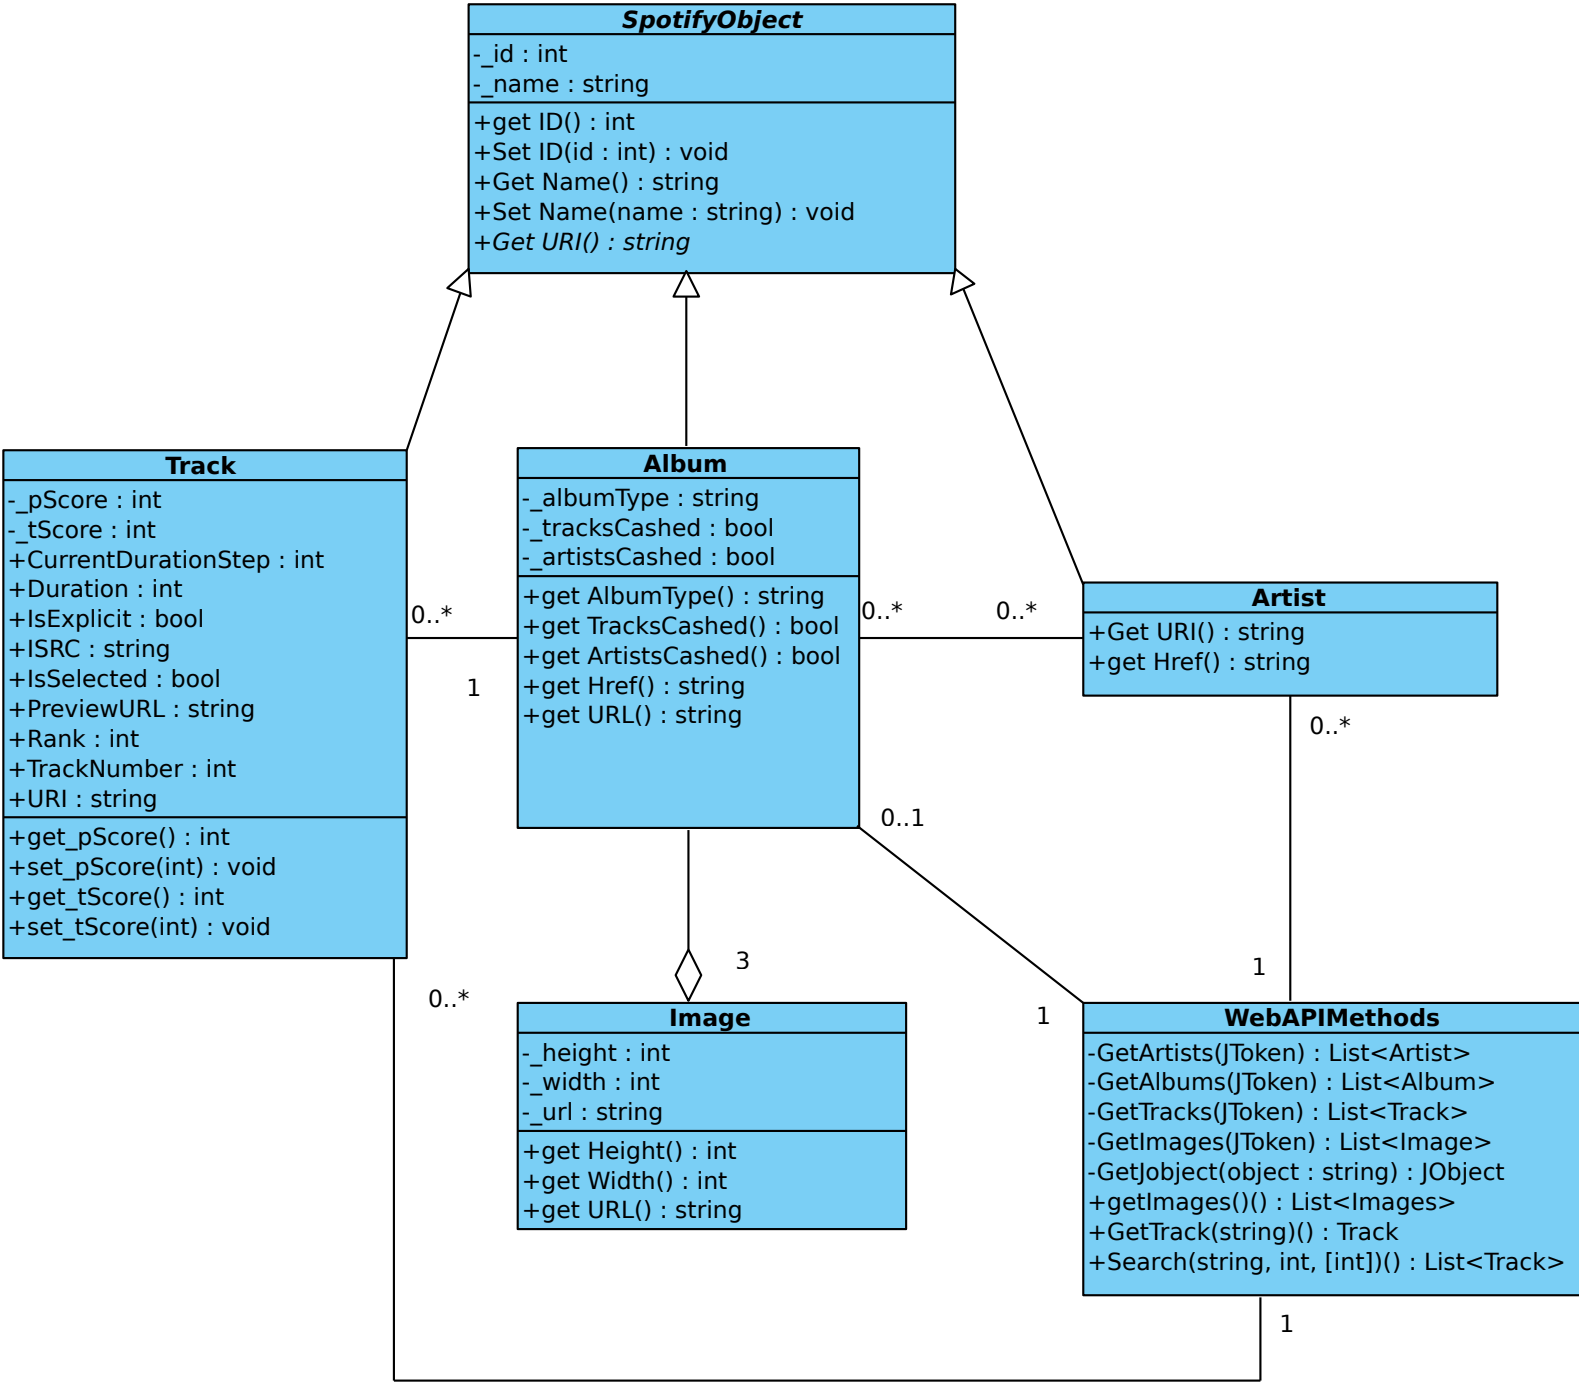 SpotifyObject
-_id : int
-_name : string
+get ID() : int
+Set ID(id : int) : void
+Get Name() : string
+Set Name(name : string) : void
+Get URI() : string
Track
-_pScore : int
-_tScore : int
+CurrentDurationStep : int
+Duration : int
+IsExplicit : bool
+ISRC : string
+IsSelected : bool
+PreviewURL : string
+Rank : int
+TrackNumber : int
+URI : string
+get_pScore() : int
+set_pScore(int) : void
+get_tScore() : int
+set_tScore(int) : void
0..*
1
Album
-_albumType : string
-_tracksCashed : bool
-_artistsCashed : bool
+get AlbumType() : string
+get TracksCashed() : bool
+get ArtistsCashed() : bool
+get Href() : string
+get URL() : string
0..*
0..*
Artist
+Get URI() : string
+get Href() : string
0..*
0..1
1
1
3
0..*
Image
-_height : int
-_width : int
-_url : string
+get Height() : int
+get Width() : int
+get URL() : string
WebAPIMethods
-GetArtists(JToken) : List<Artist>
-GetAlbums(JToken) : List<Album>
-GetTracks(JToken) : List<Track>
-GetImages(JToken) : List<Image>
-GetJobject(object : string) : JObject
+getImages()() : List<Images>
+GetTrack(string)() : Track
+Search(string, int, [int])() : List<Track>
1